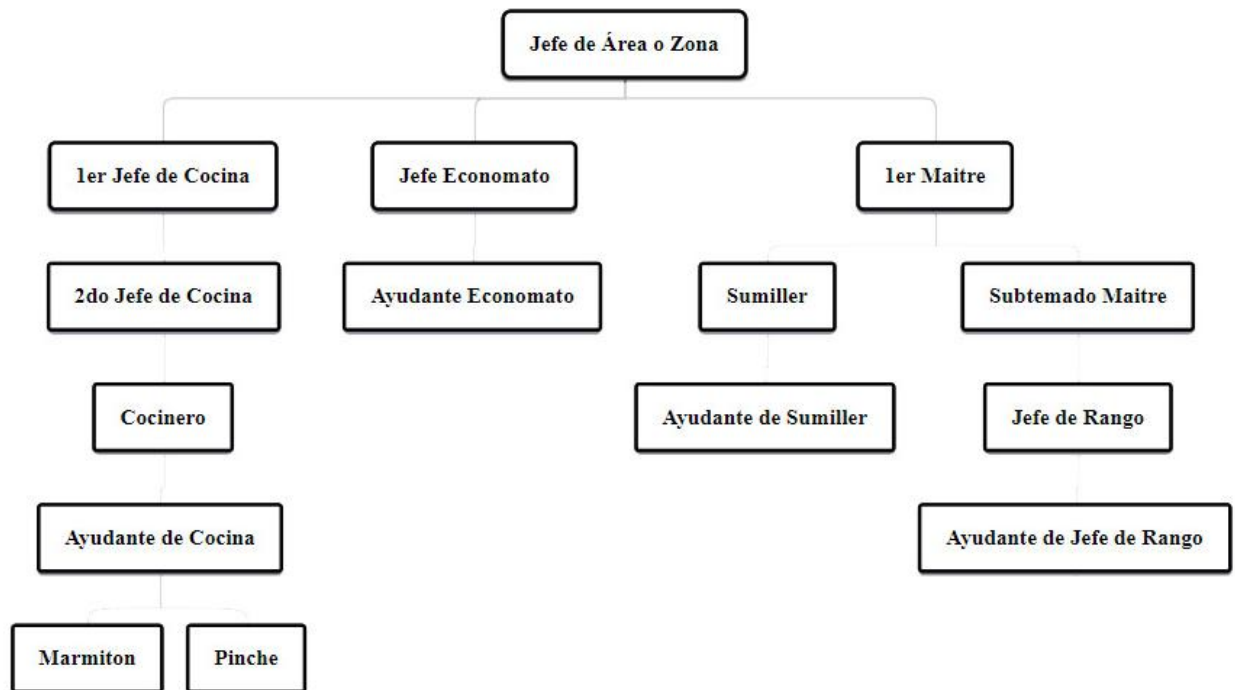 Jefe de Área o Zona
1er Jefe de Cocina
Jefe Economato
1er Maitre
2do Jefe de Cocina
Ayudante Economato
Sumiller
Subtemado Maitre
Cocinero
Ayudante de Sumiller
Jefe de Rango
Ayudante de Cocina
Ayudante de Jefe de Rango
Marmiton
Pinche